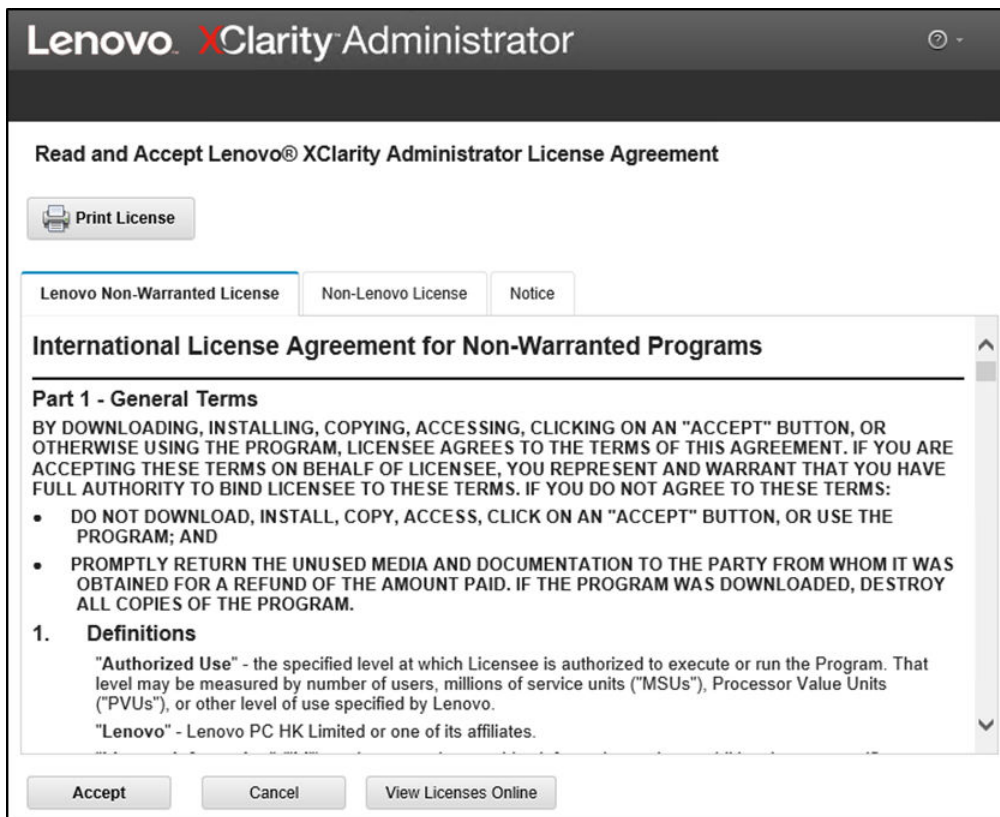 Lenovo. XClarity™ Administrator
Read and Accept Lenovo® XClarity Administrator License Agreement
Print License
Lenovo Non-Warranted License Non-Lenovo License Notice
International License Agreement for Non-Warranted Programs
Part 1 - General Terms
BY DOWNLOADING, INSTALLING, COPYING, ACCESSING, CLICKING ON AN "ACCEPT" BUTTON, OR
OTHERWISE USING THE PROGRAM, LICENSEE AGREES TO THE TERMS OF THIS AGREEMENT. IF YOU ARE
ACCEPTING THESE TERMS ON BEHALF OF LICENSEE, YOU REPRESENT AND WARRANT THAT YOU HAVE
FULL AUTHORITY TO BIND LICENSEE TO THESE TERMS. IF YOU DO NOT AGREE TO THESE TERMS:
• DO NOT DOWNLOAD, INSTALL, COPY, ACCESS, CLICK ON AN "ACCEPT" BUTTON, OR USE THE
PROGRAM; AND
• PROMPTLY RETURN THE UNUSED MEDIA AND DOCUMENTATION TO THE PARTY FROM WHOM IT WAS
OBTAINED FOR A REFUND OF THE AMOUNT PAID. IF THE PROGRAM WAS DOWNLOADED, DESTROY
ALL COPIES OF THE PROGRAM.
1. Definitions
"Authorized Use" - the specified level at which Licensee is authorized to execute or run the Program. That
level may be measured by number of users, millions of service units ("MSUs"), Processor Value Units
("PVUs"), or other level of use specified by Lenovo.
"Lenovo" - Lenovo PC HK Limited or one of its affiliates.
Accept Cancel View Licenses Online